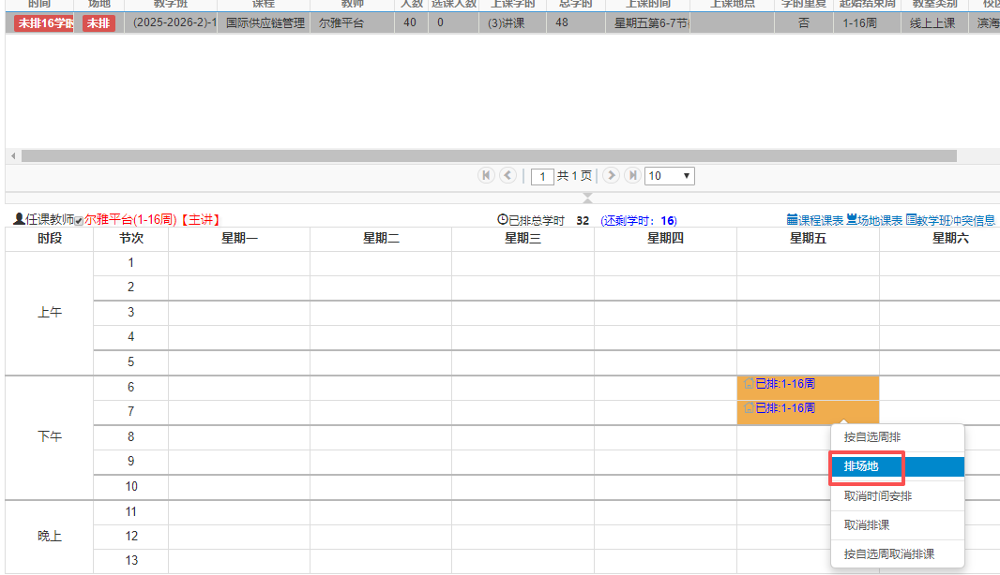 时间 场地 教学班 课程 教师 人数 选课人数 上课学时 总学时 上课时间 上课地点 学时重复 起始结束周 教室类别
未排16学时 未排 (2025-2026-2)-1 国际供应链管理 尔雅平台 40 0 (3)讲课 48 星期五第6-7节 否 1-16周 线上上课 滨海
1 共 1 页 10
任课教师 尔雅平台(1-16周)【主讲】 已排总学时 32 (还剩学时：16) 课程课表 场地课表 教学班冲突信息
时段 节次 星期一 星期二 星期三 星期四 星期五 星期六
1
2
上午 3
4
5
6 已排:1-16周
7 已排:1-16周
下午 8
9
10
11
晚上 12
13
按自选周排
排场地
取消时间安排
取消排课
按自选周取消排课